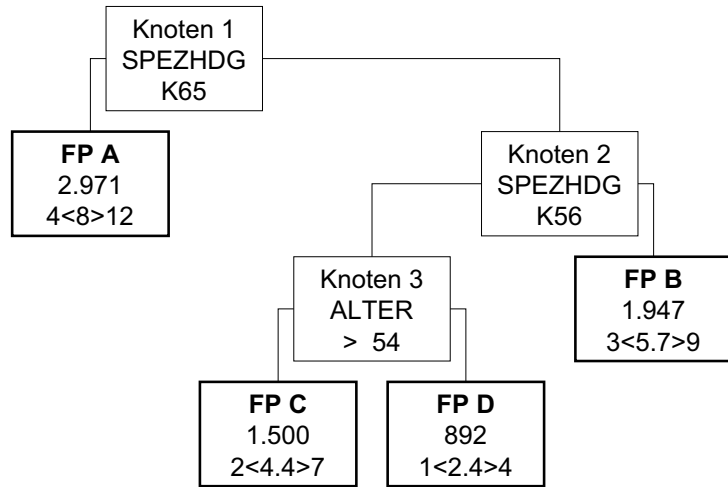 Knoten 1
SPEZHDG
K65
FP A
2.971
4<8>12
Knoten 2
SPEZHDG
K56
Knoten 3
ALTER
> 54
FP B
1.947
3<5.7>9
FP C
1.500
2<4.4>7
FP D
892
1<2.4>4